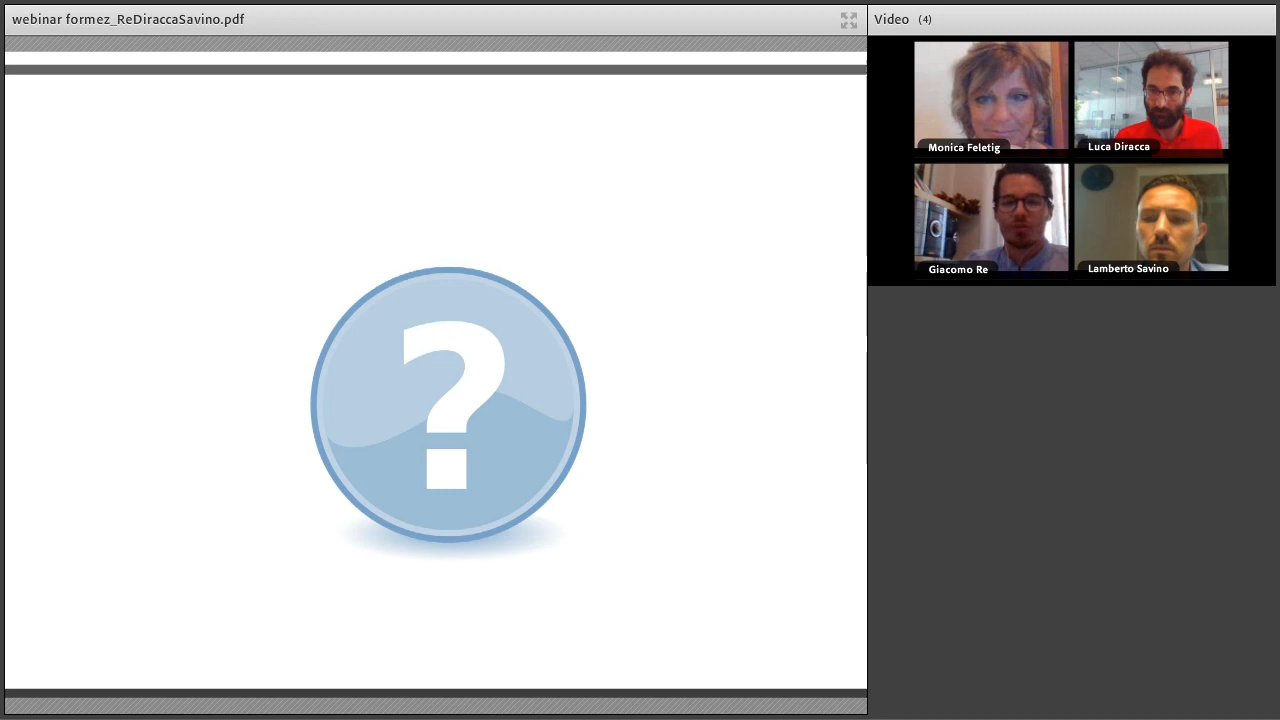 webinar formez_ReDiraccaSavino.pdf
Video (4)
?
Monica Feletig
Luca Diracca
Giacomo Re
Lamberto Savino